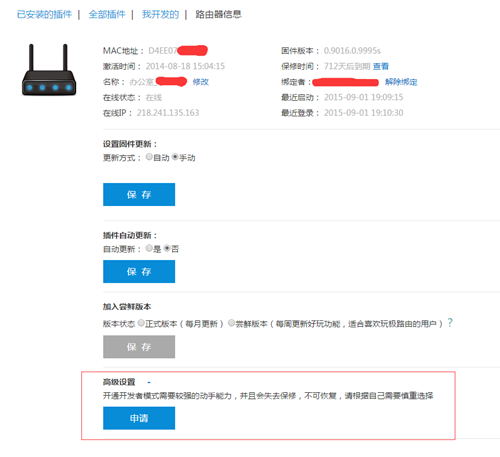 已安装的插件 | 全部插件 | 我开发的 | 路由器信息
MAC地址： D4EE07 固件版本： 0.9016.0.9995s
激活时间： 2014-08-18 15:04:15 保修时间： 712天后到期 查看
名称： 办公室_ 修改 绑定者： 解除绑定
在线状态： 在线 最近启动： 2015-09-01 19:09:15
在线IP： 218.241.135.163 最近登录： 2015-09-01 19:10:30
设置固件更新：
更新方式： 自动 手动
保 存
插件自动更新：
自动更新： 是 否
保 存
加入尝鲜版本
版本状态 正式版本（每月更新） 尝鲜版本（每周更新好玩功能，适合喜欢玩极路由的用户） ?
保 存
高级设置 -
开通开发者模式需要较强的动手能力，并且会失去保修，不可恢复，请根据自己需要慎重选择
申请